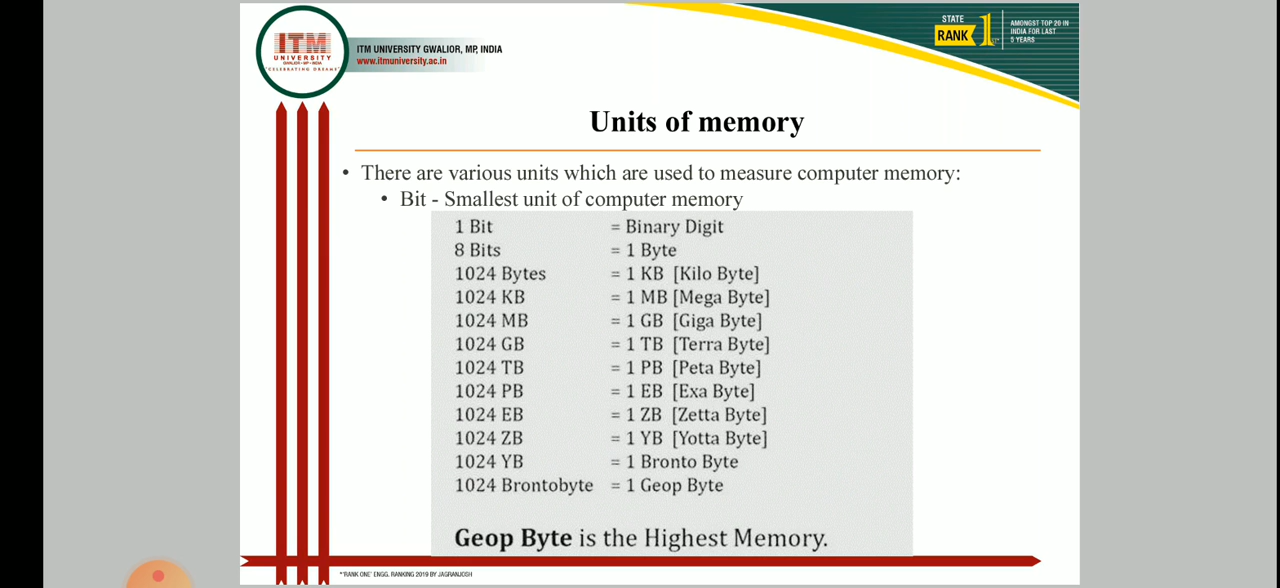 ITM
UNIVERSITY
GWALIOR • MP • INDIA
"CELEBRATING DREAMS"
ITM UNIVERSITY GWALIOR, MP, INDIA
www.itmuniversity.ac.in
STATE
RANK 1
AMONGST TOP 20 IN
INDIA FOR LAST
5 YEARS
Units of memory
• There are various units which are used to measure computer memory:
• Bit - Smallest unit of computer memory
1 Bit = Binary Digit
8 Bits = 1 Byte
1024 Bytes = 1 KB [Kilo Byte]
1024 KB = 1 MB [Mega Byte]
1024 MB = 1 GB [Giga Byte]
1024 GB = 1 TB [Terra Byte]
1024 TB = 1 PB [Peta Byte]
1024 PB = 1 EB [Exa Byte]
1024 EB = 1 ZB [Zetta Byte]
1024 ZB = 1 YB [Yotta Byte]
1024 YB = 1 Bronto Byte
1024 Brontobyte = 1 Geop Byte
Geop Byte is the Highest Memory.
*'RANK ONE' ENGG. RANKING 2019 BY JAGRANJOSH